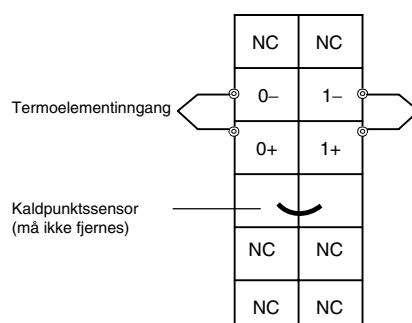 NC NC
Termoelementinngang
0– 1–
0+ 1+
Kaldpunktssensor
(må ikke fjernes)
NC NC
NC NC